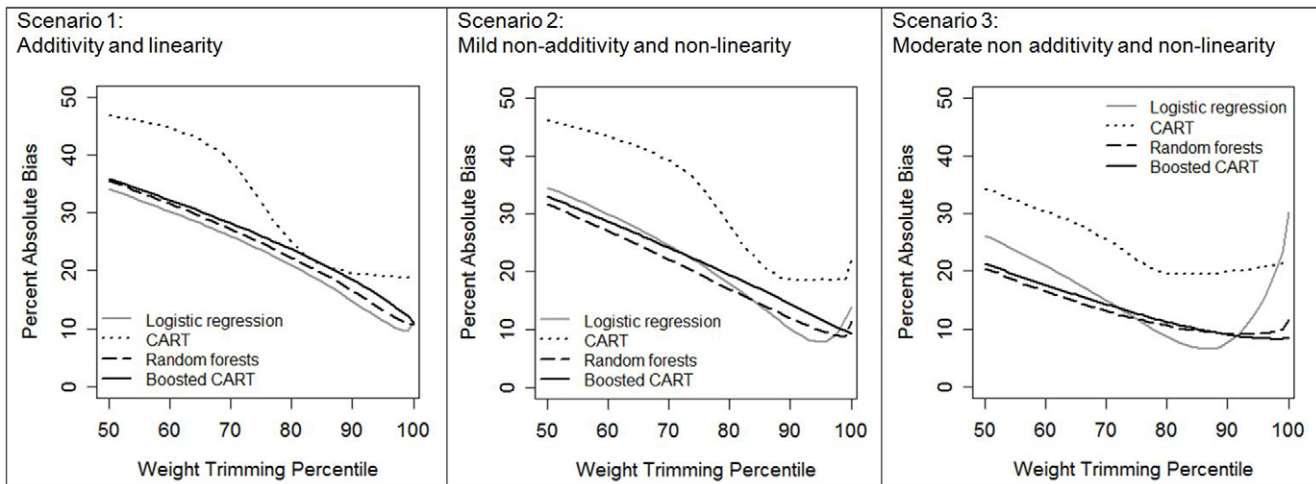 Scenario 1:
Additivity and linearity
Percent Absolute Bias
50
40
30
20
10
0
Logistic regression
CART
Random forests
Boosted CART
50 60 70 80 90 100
Weight Trimming Percentile
Scenario 2:
Mild non-additivity and non-linearity
Percent Absolute Bias
50
40
30
20
10
0
Logistic regression
CART
Random forests
Boosted CART
50 60 70 80 90 100
Weight Trimming Percentile
Scenario 3:
Moderate non additivity and non-linearity
Percent Absolute Bias
50
40
30
20
10
0
Logistic regression
CART
Random forests
Boosted CART
50 60 70 80 90 100
Weight Trimming Percentile